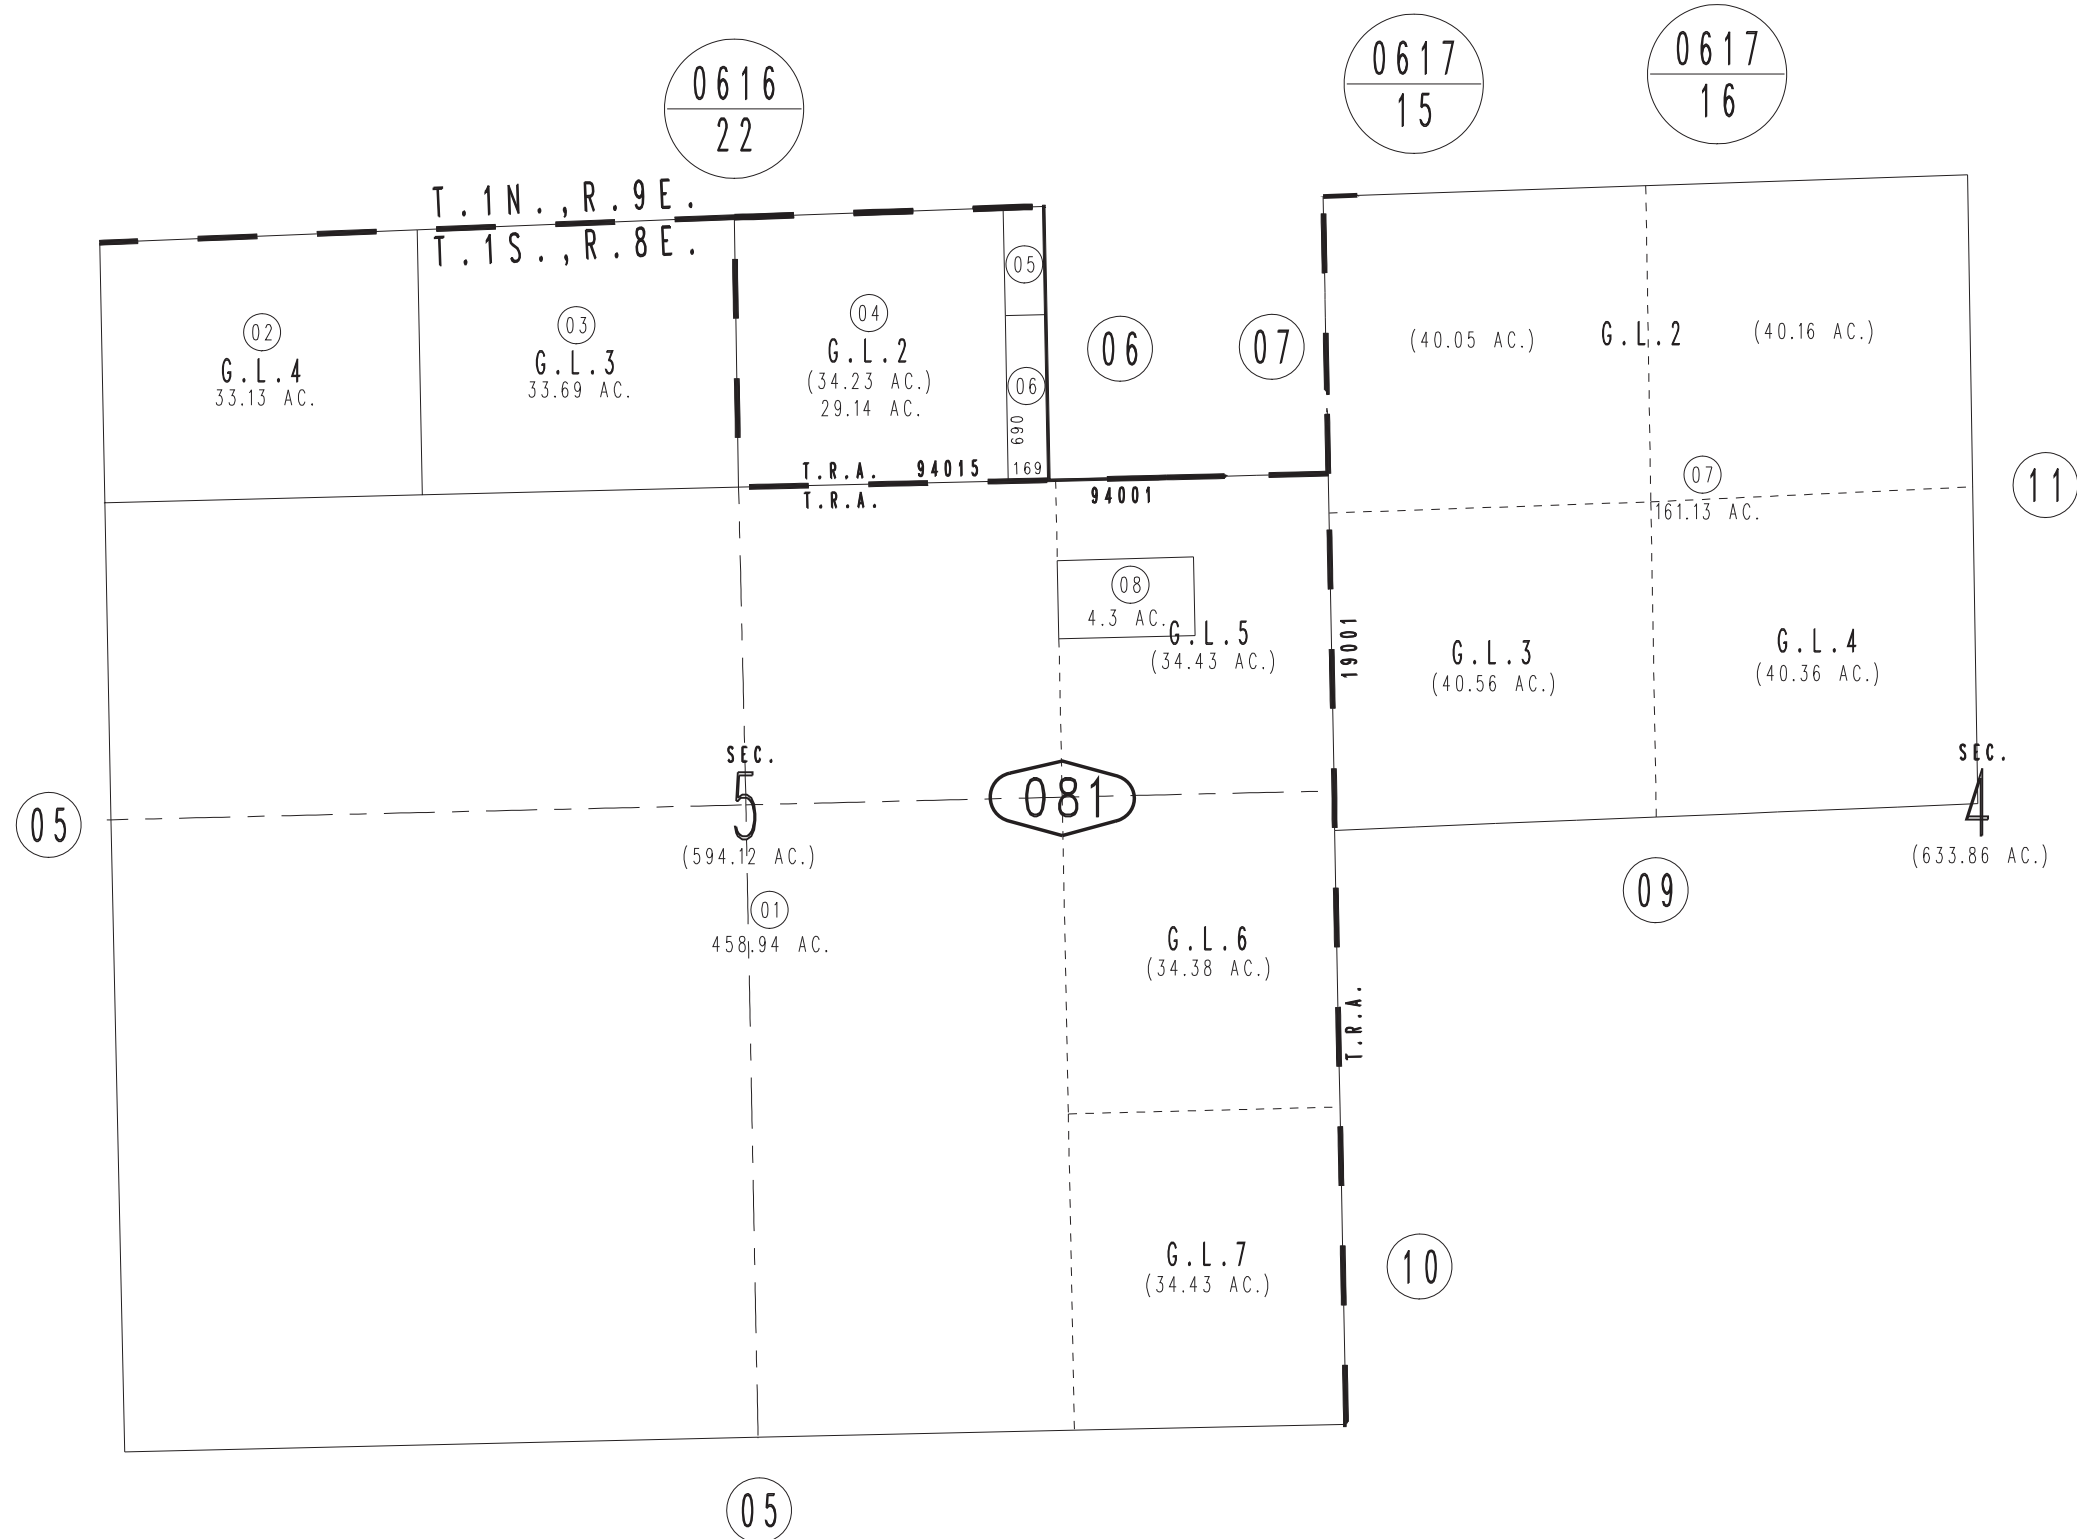 0616
22
0617
15
0617
16
T.1N.,R.9E.
T.1S.,R.8E.
02
G.L.4
33.13 AC.
03
G.L.3
33.69 AC.
04
G.L.2
(34.23 AC.)
29.14 AC.
05
06
690
169
06
07
(40.05 AC.)
G.L.2
(40.16 AC.)
T.R.A. 94015
T.R.A.
94001
07
161.13 AC.
11
08
4.3 AC.
G.L.5
(34.43 AC.)
19001
G.L.3
(40.56 AC.)
G.L.4
(40.36 AC.)
05
SEC.
5
(594.12 AC.)
01
458.94 AC.
081
SEC.
4
(633.86 AC.)
09
G.L.6
(34.38 AC.)
T.R.A.
G.L.7
(34.43 AC.)
10
05